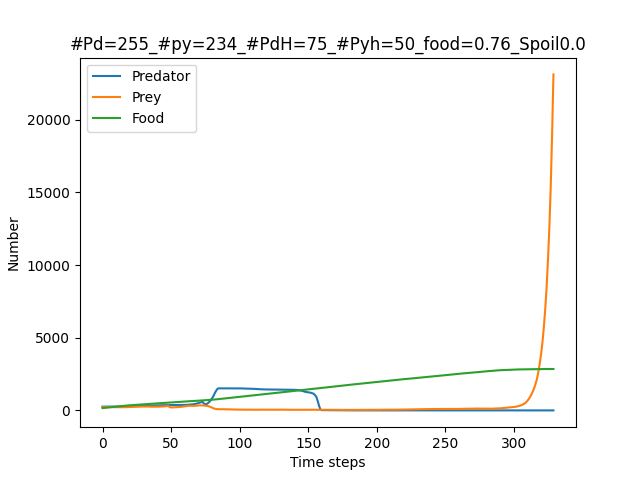 #Pd=255_#py=234_#PdH=75_#Pyh=50_food=0.76_Spoil0.0
Predator
Prey
Food
20000
15000
10000
5000
0
Number
0 50 100 150 200 250 300
Time steps